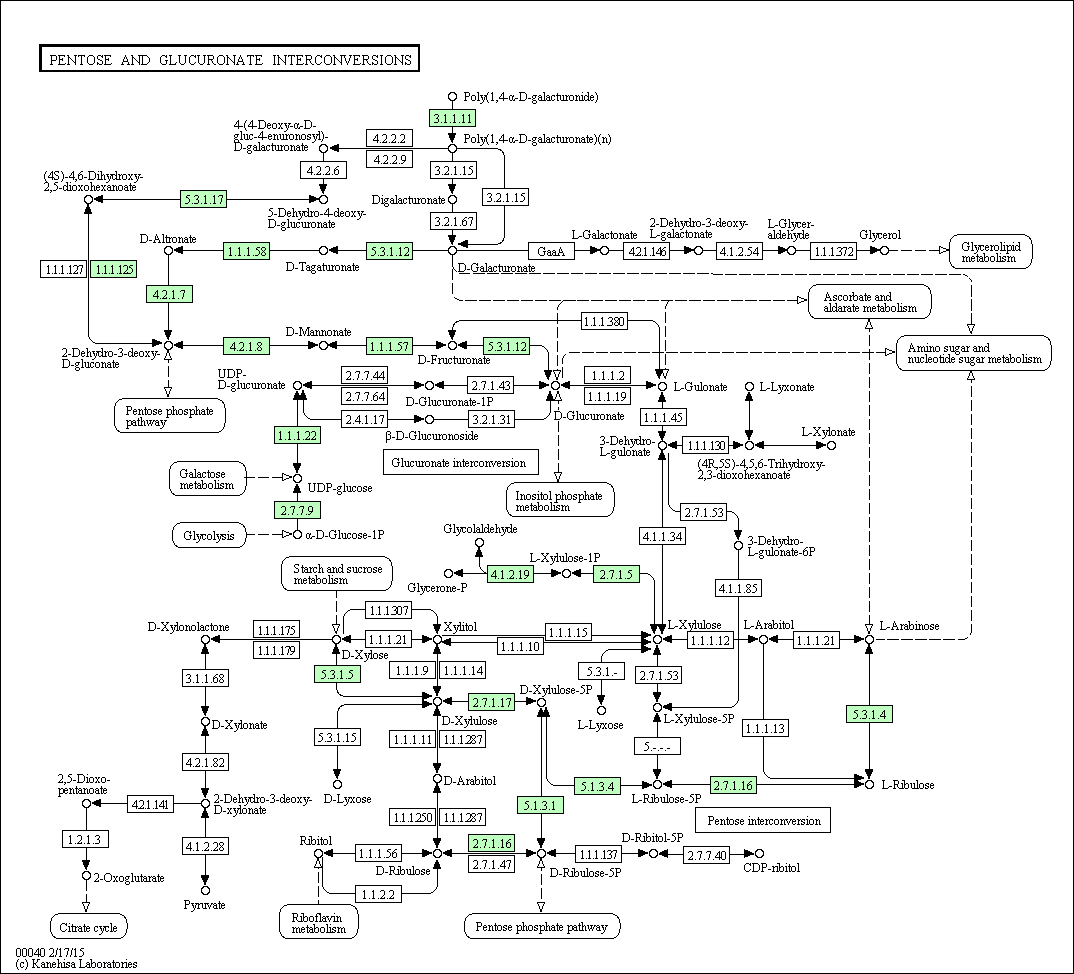 PENTOSE AND GLUCURONATE INTERCONVERSIONS
Poly(1,4-α-D-galacturonide)
3.1.1.11
4-(4-Deoxy-α-D-
gluc-4-enuronosyl)-
D-galacturonate
4.2.2.2
4.2.2.9
Poly(1,4-α-D-galacturonate)(n)
4.2.2.6
3.2.1.15
3.2.1.15
(4S)-4,6-Dihydroxy-
2,5-dioxohexanoate
5.3.1.17
Digalacturonate
5-Dehydro-4-deoxy-
D-glucuronate
3.2.1.67
D-Altronate
1.1.1.58
D-Tagaturonate
5.3.1.12
D-Galacturonate
GaaA
L-Galactonate
4.2.1.146
2-Dehydro-3-deoxy-
L-galactonate
4.1.2.54
L-Glycer-
aldehyde
1.1.1.372
Glycerol
Glycerolipid
metabolism
1.1.1.127
1.1.1.125
4.2.1.7
Ascorbate and
aldarate metabolism
1.1.1.380
2-Dehydro-3-deoxy-
D-gluconate
4.2.1.8
D-Mannonate
1.1.1.57
D-Fructuronate
5.3.1.12
Amino sugar and
nucleotide sugar metabolism
UDP-
D-glucuronate
2.7.7.44
2.7.7.64
D-Glucuronate-1P
2.7.1.43
1.1.1.2
1.1.1.19
L-Gulonate
L-Lyxonate
Pentose phosphate
pathway
2.4.1.17
β-D-Glucuronoside
3.2.1.31
D-Glucuronate
1.1.1.45
1.1.1.22
3-Dehydro-
L-gulonate
1.1.1.130
L-Xylonate
(4R,5S)-4,5,6-Trihydroxy-
2,3-dioxohexanoate
Glucuronate interconversion
Galactose
metabolism
UDP-glucose
Inositol phosphate
metabolism
2.7.7.9
2.7.1.53
Glycolysis
α-D-Glucose-1P
Glycolaldehyde
4.1.1.34
3-Dehydro-
L-gulonate-6P
Starch and sucrose
metabolism
Glycerone-P
4.1.2.19
L-Xylulose-1P
2.7.1.5
4.1.1.85
1.1.1307
D-Xylonolactone
1.1.1.175
1.1.1.179
D-Xylose
1.1.1.21
Xylitol
1.1.1.15
1.1.1.10
L-Xylulose
1.1.1.12
L-Arabitol
1.1.1.21
L-Arabinose
3.1.1.68
5.3.1.5
1.1.1.9
1.1.1.14
5.3.1.-
2.7.1.53
D-Xylonate
D-Xylulose
2.7.1.17
D-Xylulose-5P
L-Lyxose
L-Xylulose-5P
5.3.1.4
5.3.1.15
1.1.1.11
1.1.1287
5.-.-.-
1.1.1.13
4.2.1.82
D-Lyxose
D-Arabitol
5.1.3.4
L-Ribulose-5P
2.7.1.16
L-Ribulose
2,5-Dioxo-
pentanoate
4.2.1.141
2-Dehydro-3-deoxy-
D-xylonate
1.1.1250
1.1.1287
5.1.3.1
Pentose interconversion
1.2.1.3
4.1.2.28
Ribitol
1.1.1.56
D-Ribulose
2.7.1.16
2.7.1.47
D-Ribulose-5P
1.1.1.137
D-Ribitol-5P
2.7.7.40
CDP-ribitol
2-Oxoglutarate
Pyruvate
1.1.2.2
Citrate cycle
Riboflavin
metabolism
Pentose phosphate pathway
00040 2/17/15
(c) Kanehisa Laboratories